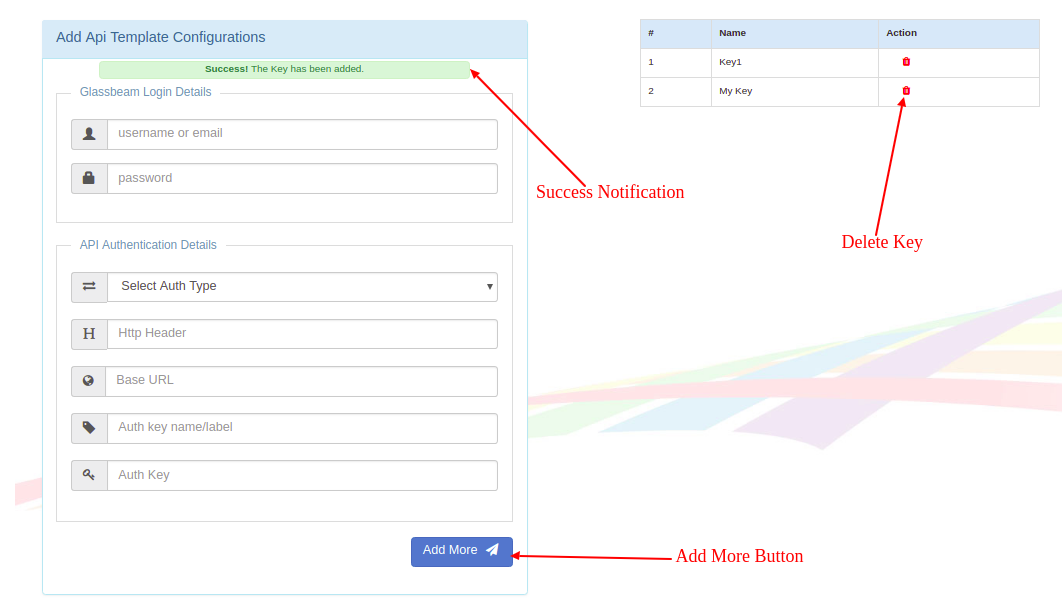 Add Api Template Configurations
Success! The Key has been added.
Glassbeam Login Details
username or email
password
API Authentication Details
Select Auth Type
H Http Header
Base URL
Auth key name/label
Auth Key
Add More
# Name Action
1 Key1
2 My Key
Success Notification
Delete Key
Add More Button